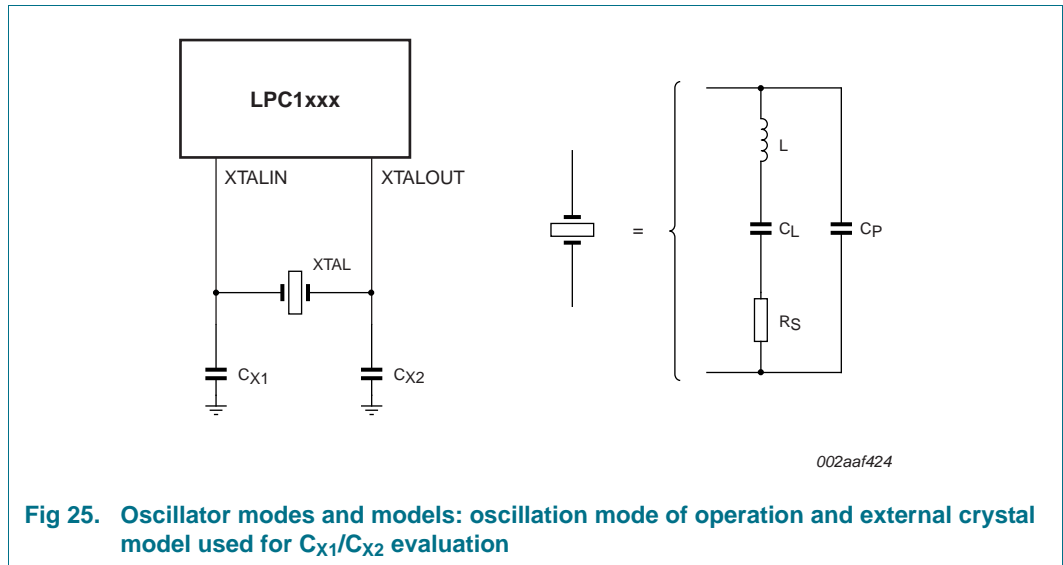 LPC1xxx
XTALIN
XTALOUT
XTAL
CX1
CX2
=
L
CL
CP
RS
002aaf424
Fig 25. Oscillator modes and models: oscillation mode of operation and external crystal
model used for CX1/CX2 evaluation